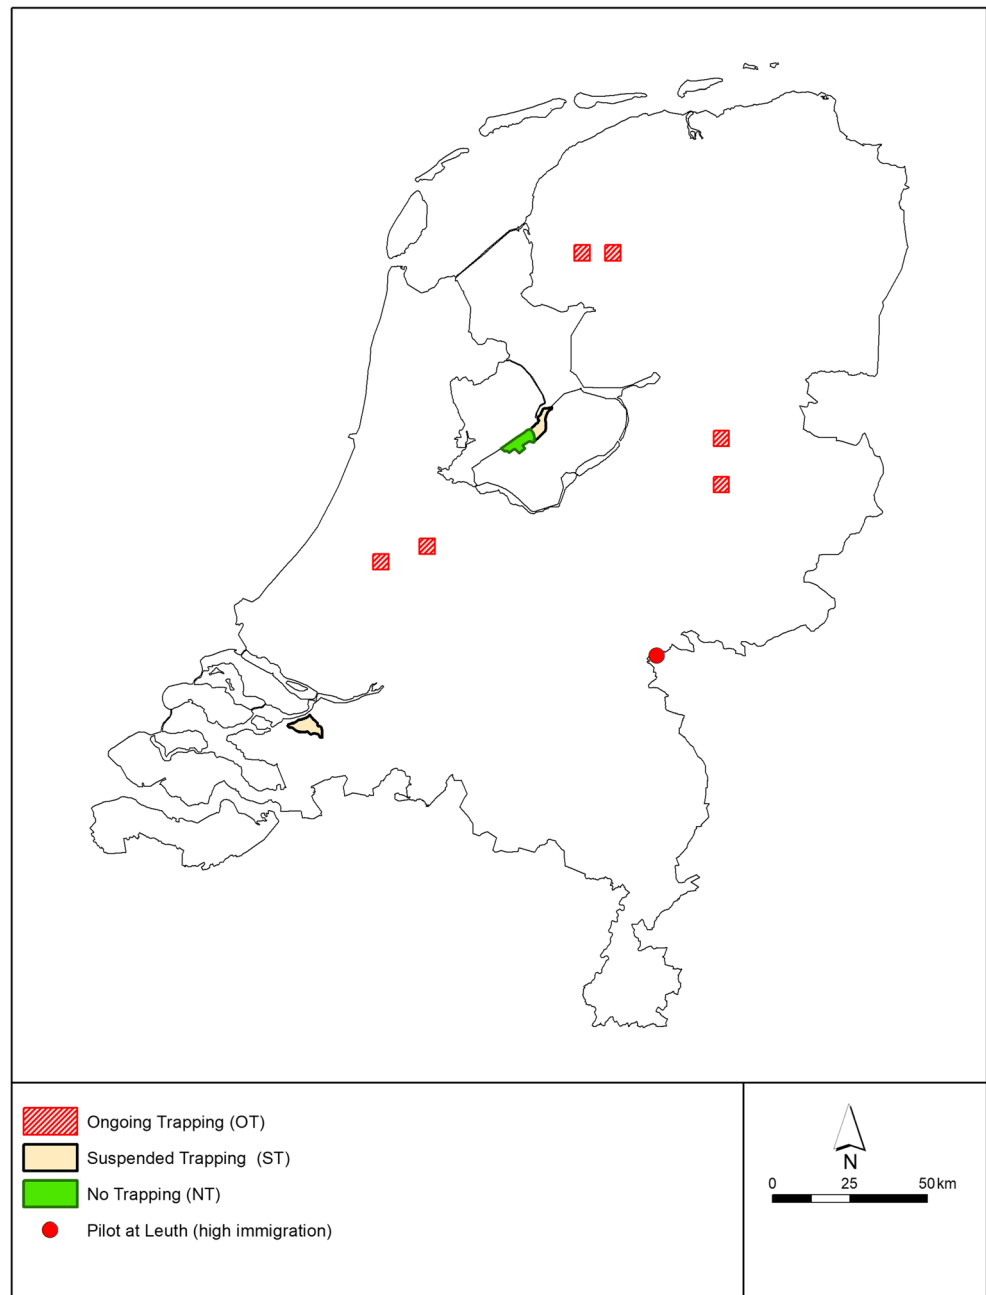 Ongoing Trapping (OT)
Suspended Trapping (ST)
No Trapping (NT)
Pilot at Leuth (high immigration)
N
0 25 50 km